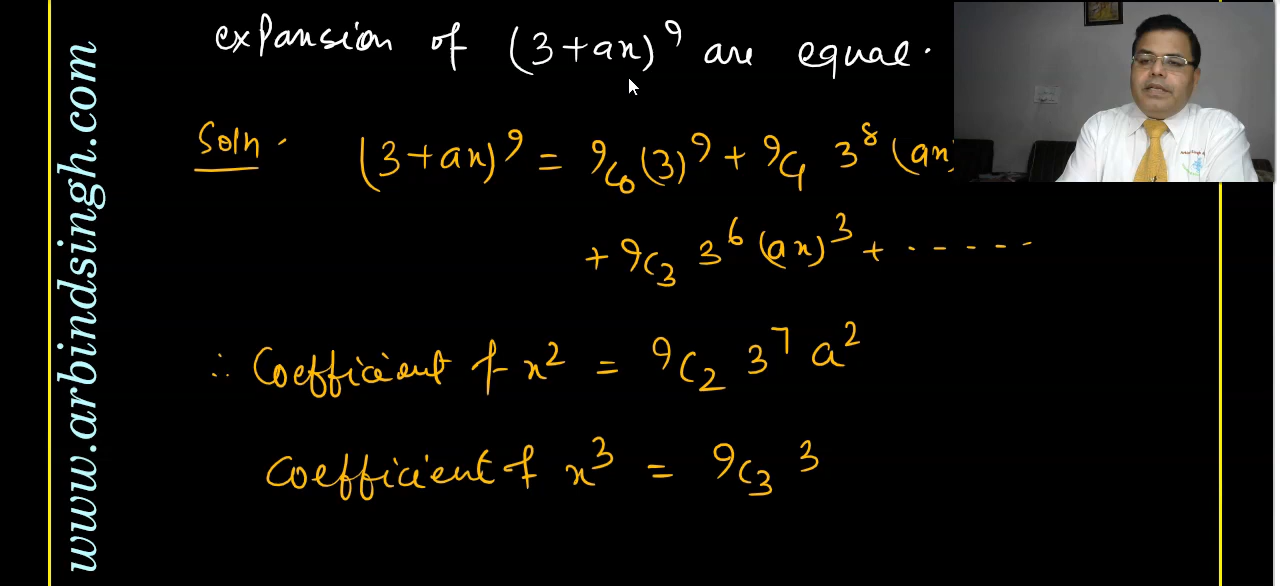 expansion of (3+ax)⁹ are equal.
Soln. (3+ax)⁹ = ⁹C₀(3)⁹ + ⁹C₁ 3⁸ (ax
+ ⁹C₃ 3⁶ (ax)³ + ......
∴ Coefficient of x² = ⁹C₂ 3⁷ a²
Coefficient of x³ = ⁹C₃ 3
www.arbindsingh.com